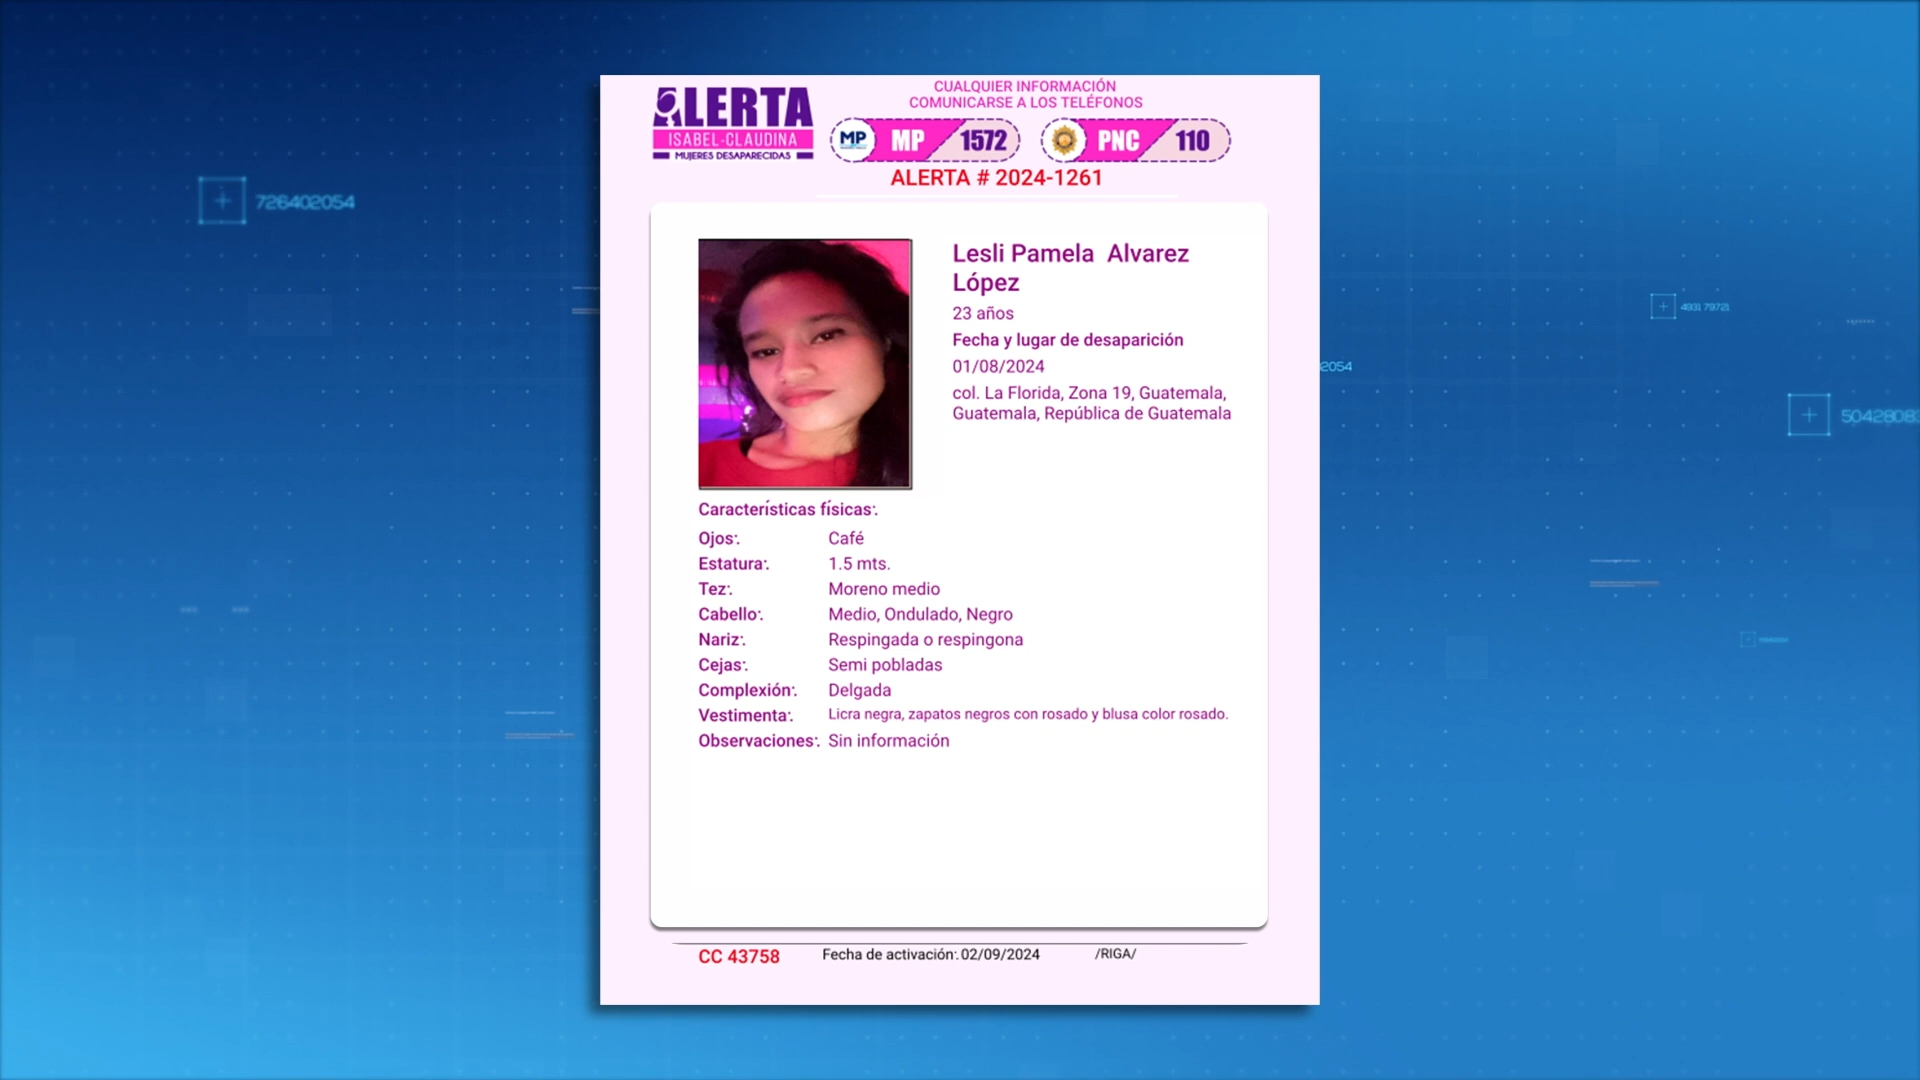 ALERTA
ISABEL-CLAUDINA
MUJERES DESAPARECIDAS
CUALQUIER INFORMACIÓN
COMUNICARSE A LOS TELÉFONOS
MP MP 1572 PNC 110
ALERTA # 2024-1261
Lesli Pamela Alvarez
López
23 años
Fecha y lugar de desaparición
01/08/2024
col. La Florida, Zona 19, Guatemala,
Guatemala, República de Guatemala
Características físicas:
Ojos: Café
Estatura: 1.5 mts.
Tez: Moreno medio
Cabello: Medio, Ondulado, Negro
Nariz: Respingada o respingona
Cejas: Semi pobladas
Complexión: Delgada
Vestimenta: Licra negra, zapatos negros con rosado y blusa color rosado.
Observaciones: Sin información
CC 43758 Fecha de activación: 02/09/2024 /RIGA/
726402054
4931 79721
2054